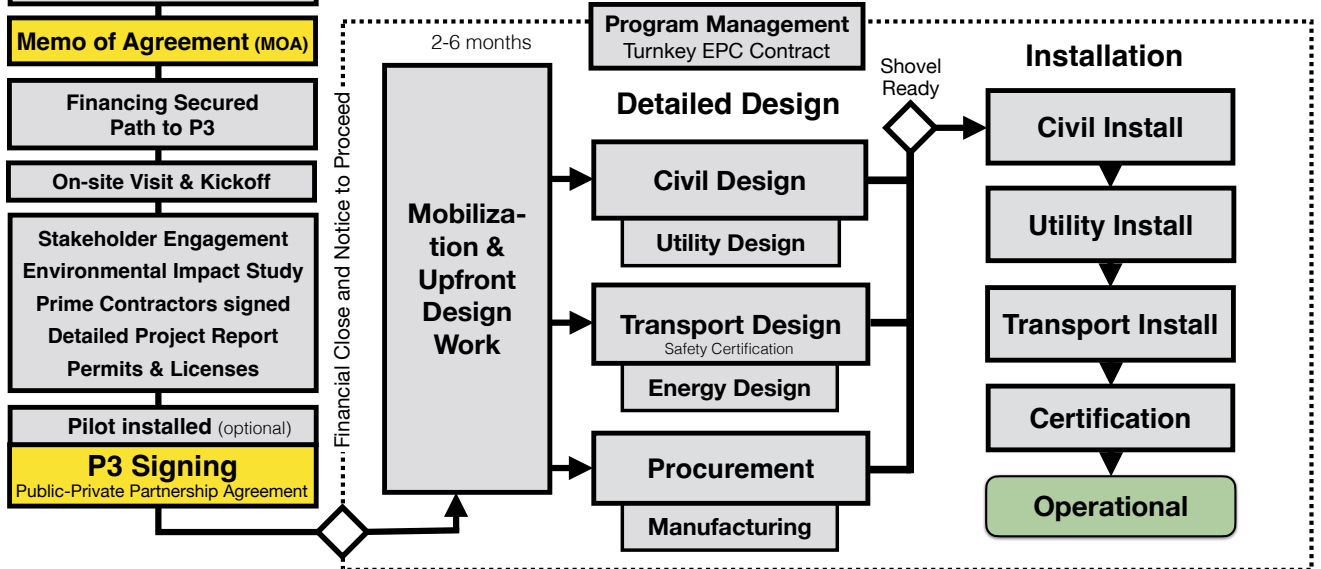 Memo of Agreement (MOA)
Financing Secured
Path to P3
On-site Visit & Kickoff
Stakeholder Engagement
Environmental Impact Study
Prime Contractors signed
Detailed Project Report
Permits & Licenses
Pilot installed (optional)
P3 Signing
Public-Private Partnership Agreement
Financial Close and Notice to Proceed
2-6 months
Mobiliza-
tion &
Upfront
Design
Work
Program Management
Turnkey EPC Contract
Detailed Design
Civil Design
Utility Design
Transport Design
Safety Certification
Energy Design
Procurement
Manufacturing
Shovel
Ready
Installation
Civil Install
Utility Install
Transport Install
Certification
Operational